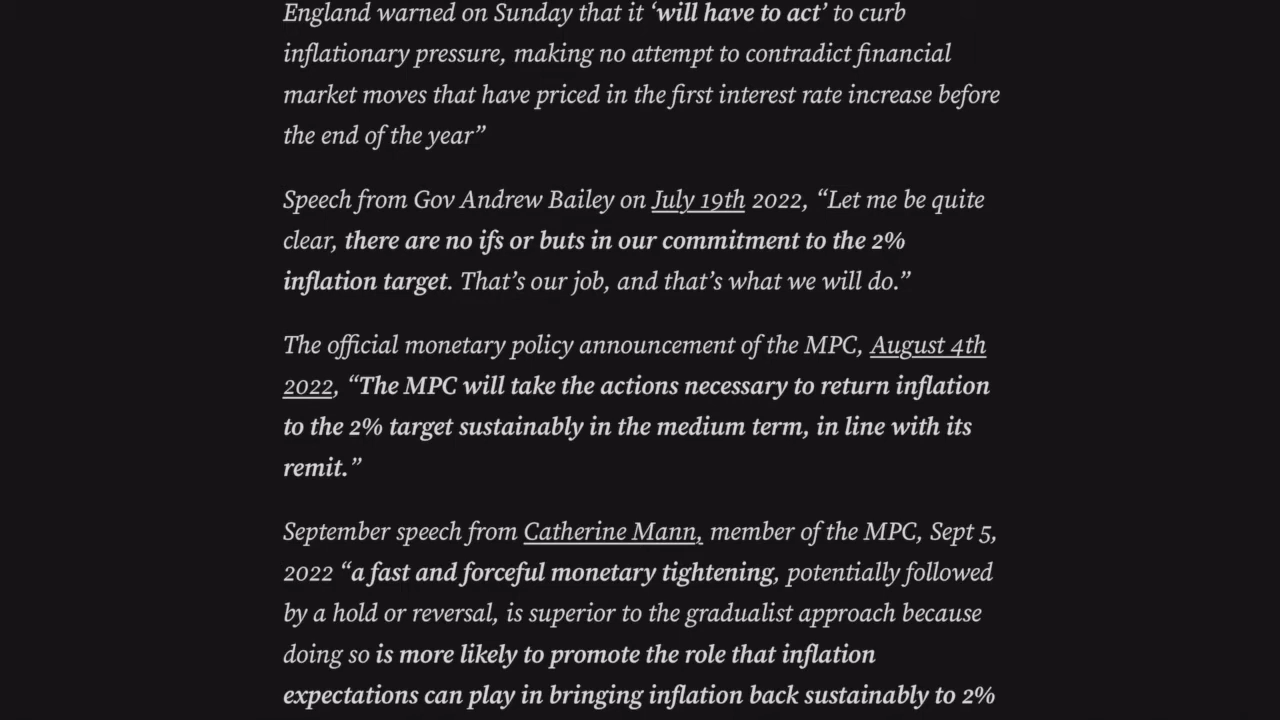 England warned on Sunday that it ‘will have to act’ to curb
inflationary pressure, making no attempt to contradict financial
market moves that have priced in the first interest rate increase before
the end of the year”
Speech from Gov Andrew Bailey on July 19th 2022, “Let me be quite
clear, there are no ifs or buts in our commitment to the 2%
inflation target. That’s our job, and that’s what we will do.”
The official monetary policy announcement of the MPC, August 4th
2022, “The MPC will take the actions necessary to return inflation
to the 2% target sustainably in the medium term, in line with its
remit.”
September speech from Catherine Mann, member of the MPC, Sept 5,
2022 “a fast and forceful monetary tightening, potentially followed
by a hold or reversal, is superior to the gradualist approach because
doing so is more likely to promote the role that inflation
expectations can play in bringing inflation back sustainably to 2%